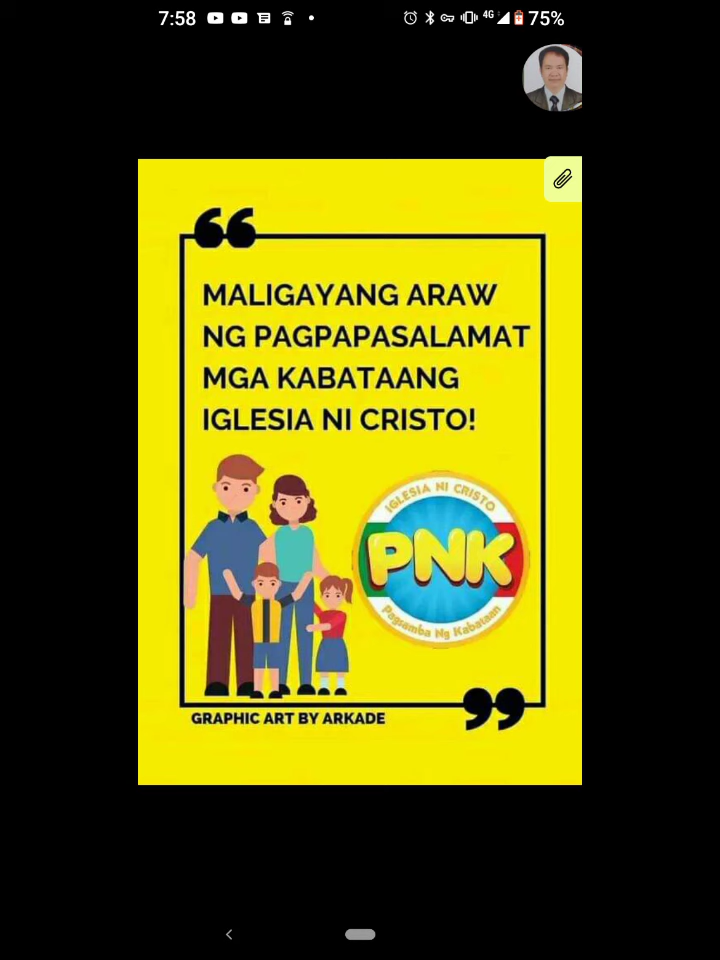 7:58
4G
75%
MALIGAYANG ARAW
NG PAGPAPASALAMAT
MGA KABATAANG
IGLESIA NI CRISTO!
IGLESIA NI CRISTO
PNK
Pagsamba Ng Kabataan
GRAPHIC ART BY ARKADE